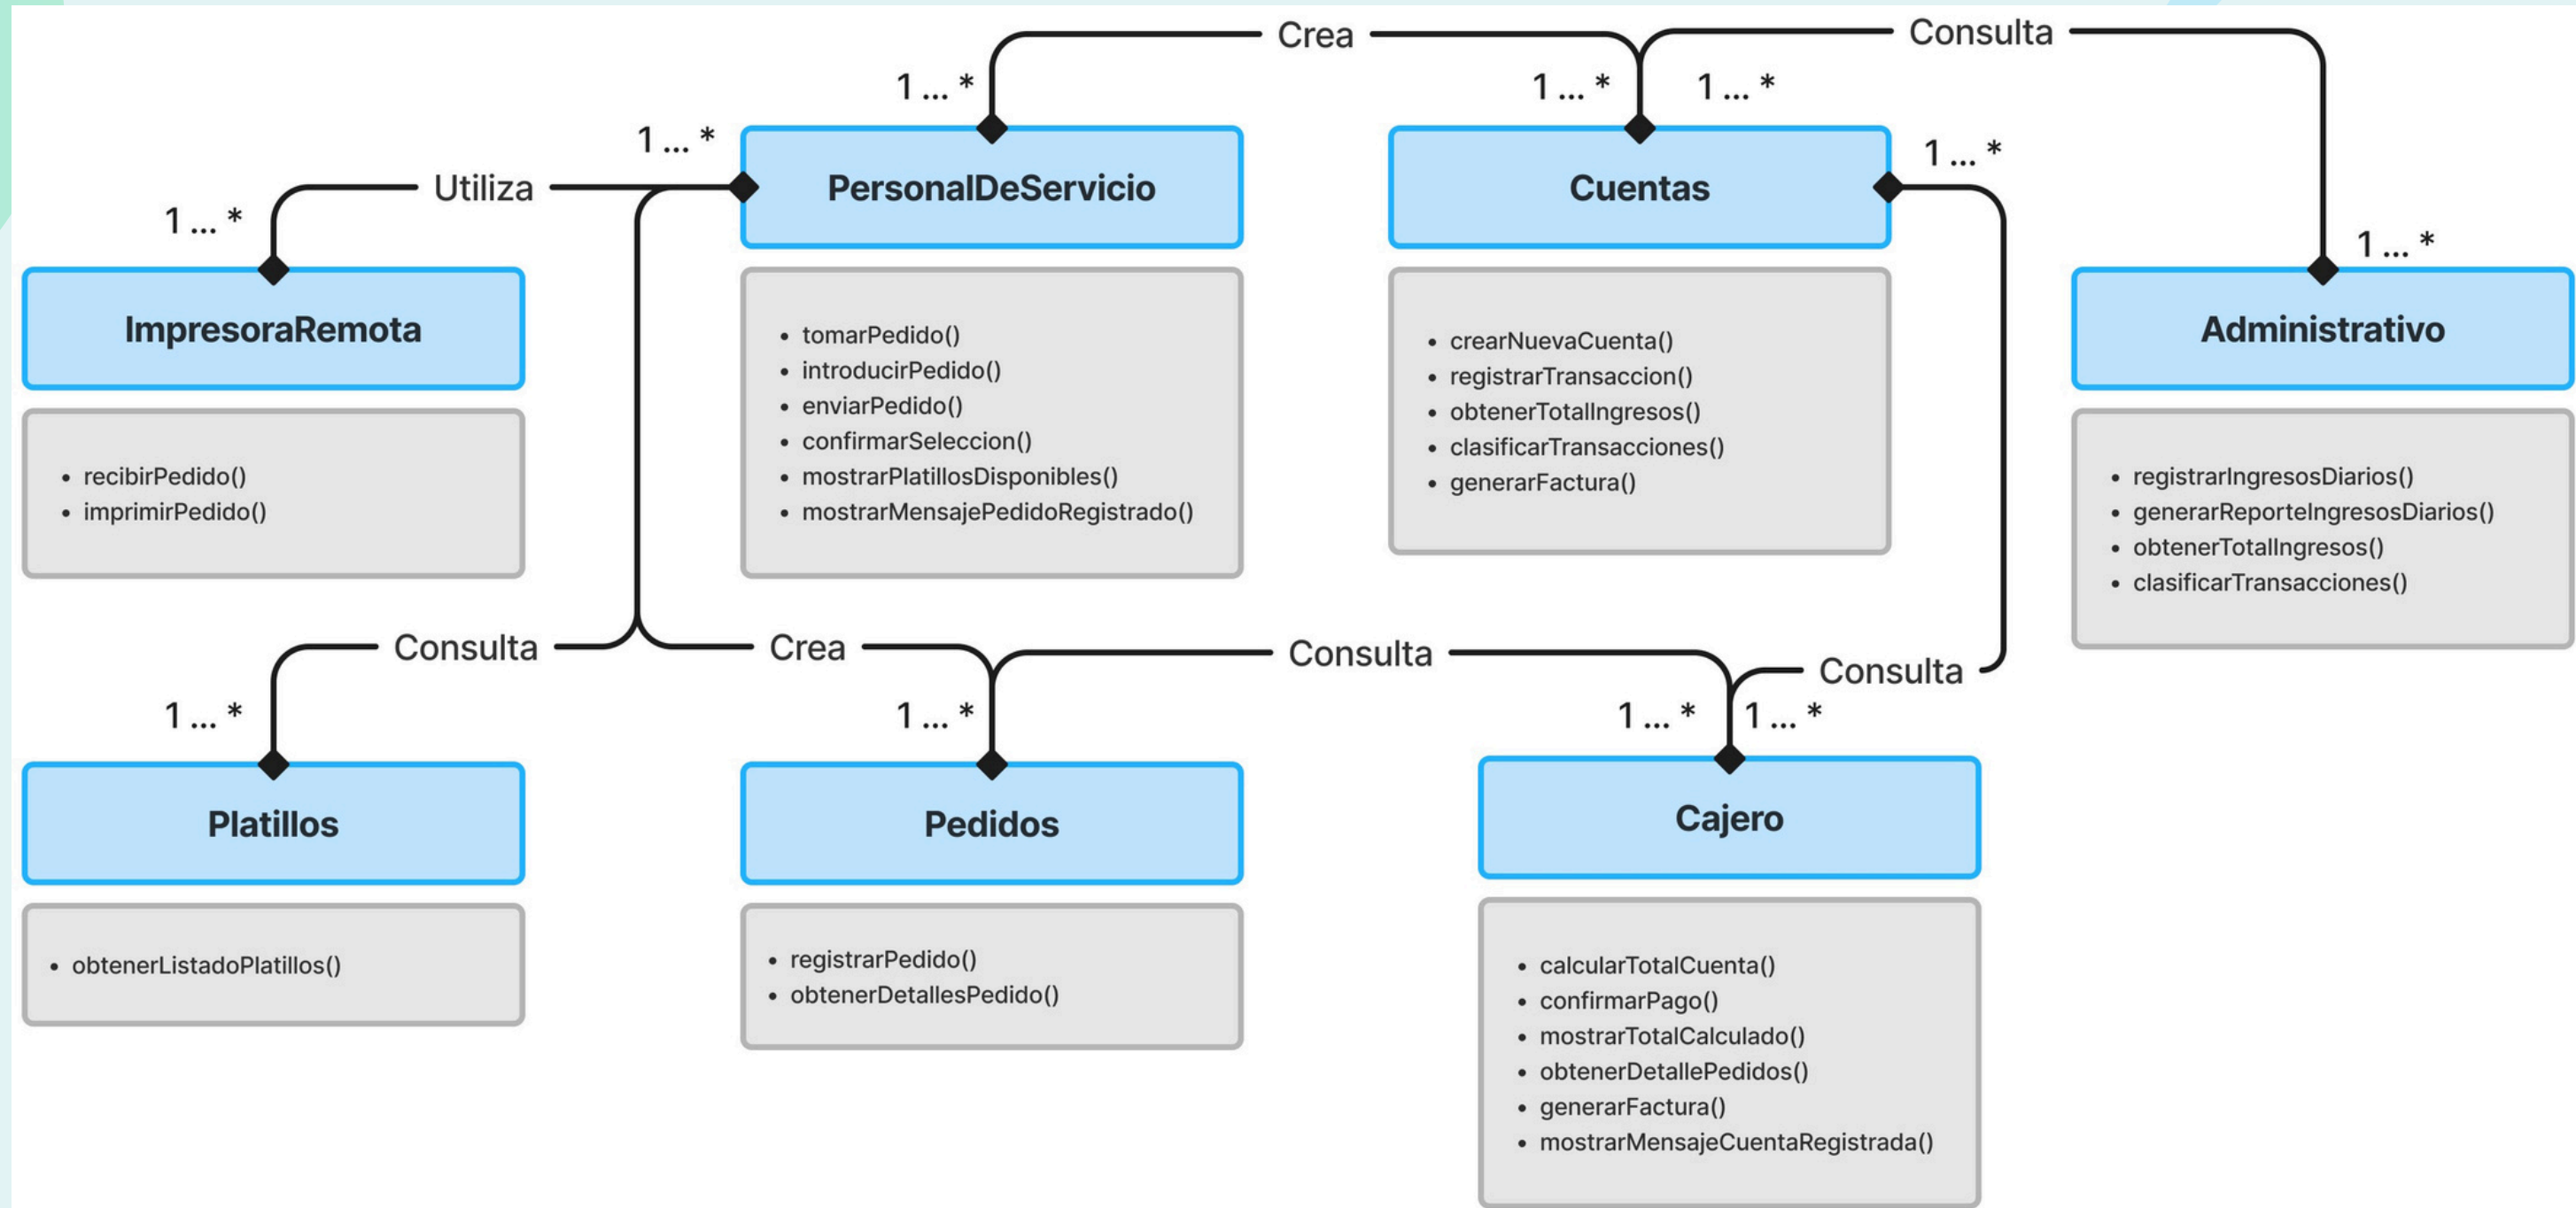 Crea
Consulta
1 ... *
1 ... *
1 ... *
1 ... *
PersonalDeServicio
Cuentas
1 ... *
Utiliza
1 ... *
1 ... *
ImpresoraRemota
Administrativo
• tomarPedido()
• introducirPedido()
• enviarPedido()
• confirmarSeleccion()
• mostrarPlatillosDisponibles()
• mostrarMensajePedidoRegistrado()
• crearNuevaCuenta()
• registrarTransaccion()
• obtenerTotalIngresos()
• clasificarTransacciones()
• generarFactura()
• recibirPedido()
• imprimirPedido()
• registrarIngresosDiarios()
• generarReporteIngresosDiarios()
• obtenerTotalIngresos()
• clasificarTransacciones()
Consulta
Crea
Consulta
Consulta
1 ... *
1 ... *
1 ... *
1 ... *
Platillos
Pedidos
Cajero
• obtenerListadoPlatillos()
• registrarPedido()
• obtenerDetallesPedido()
• calcularTotalCuenta()
• confirmarPago()
• mostrarTotalCalculado()
• obtenerDetallePedidos()
• generarFactura()
• mostrarMensajeCuentaRegistrada()